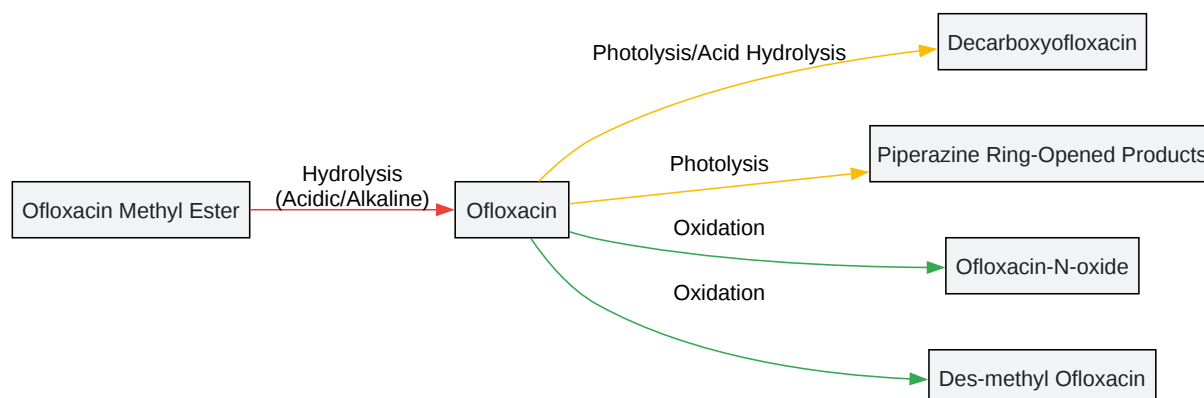 Decarboxyofloxacin
Photolysis/Acid Hydrolysis
Piperazine Ring-Opened Products
Photolysis
Hydrolysis
(Acidic/Alkaline)
Ofloxacin Methyl Ester
Ofloxacin
Oxidation
Ofloxacin-N-oxide
Oxidation
Des-methyl Ofloxacin